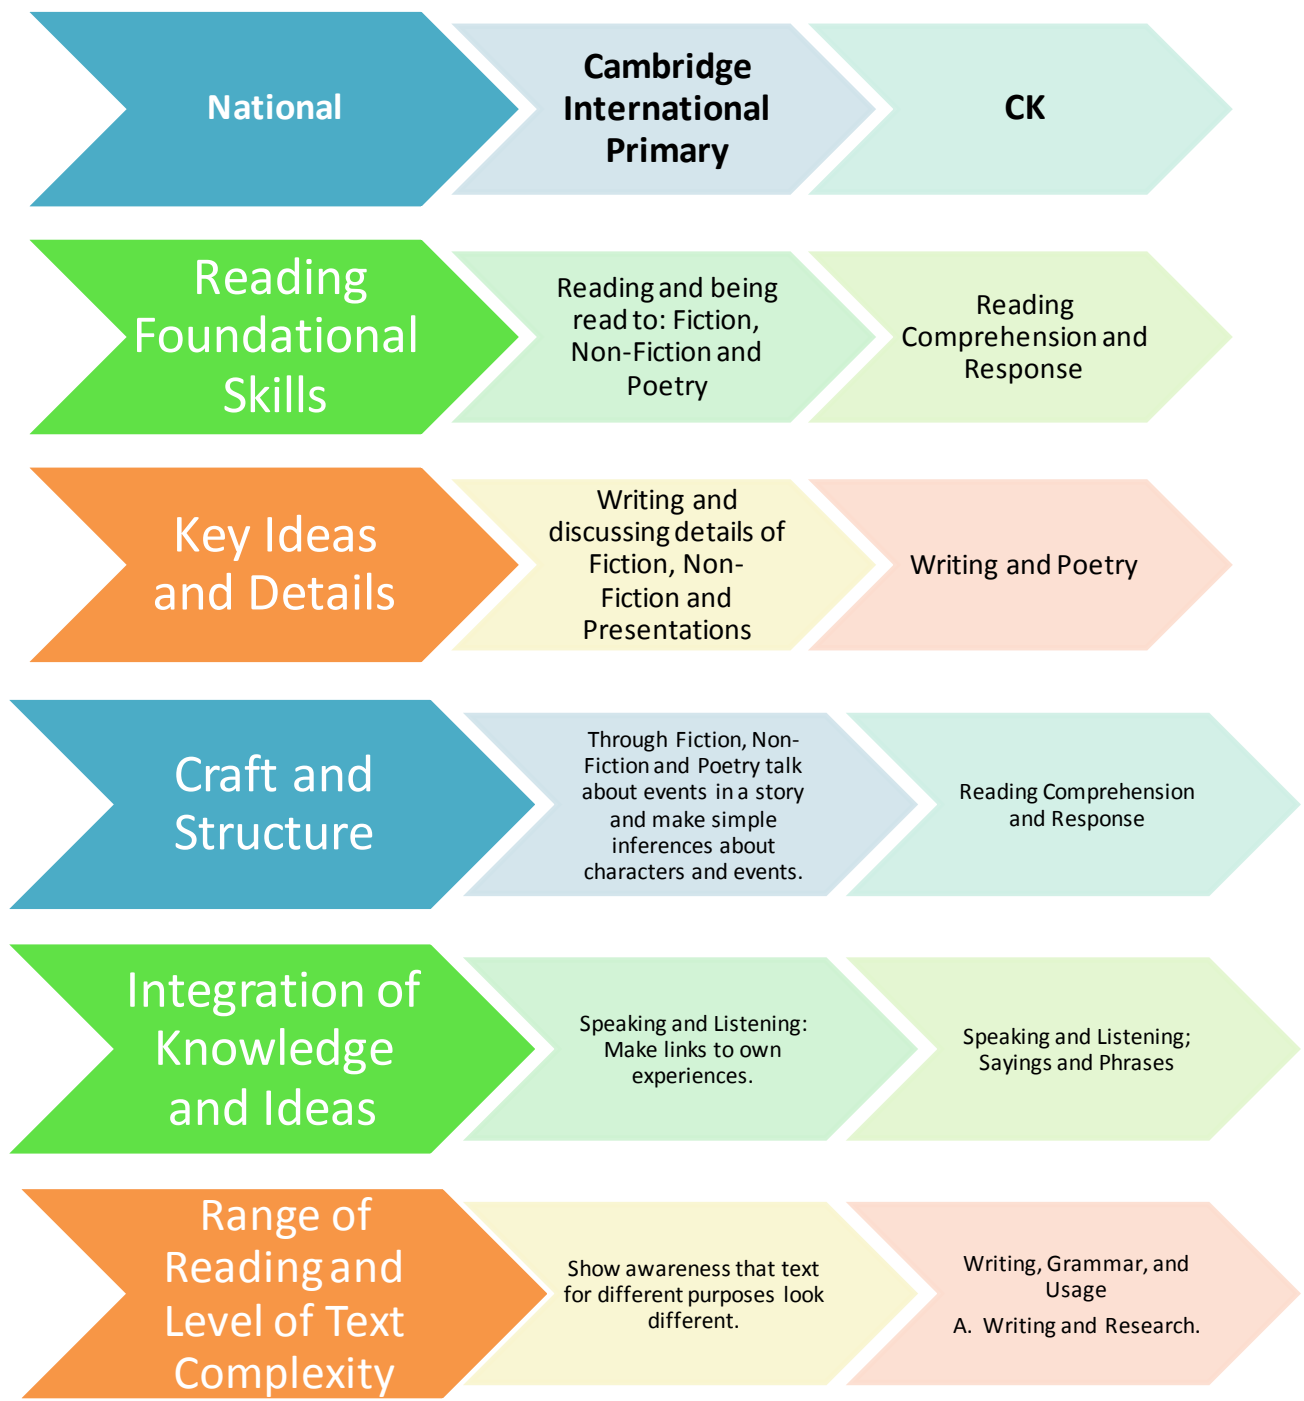 National
Cambridge
International
Primary
CK
Reading
Foundational
Skills
Reading and being
read to: Fiction,
Non-Fiction and
Poetry
Reading
Comprehension and
Response
Key Ideas
and Details
Writing and
discussing details of
Fiction, Non-
Fiction and
Presentations
Writing and Poetry
Craft and
Structure
Through Fiction, Non-
Fiction and Poetry talk
about events in a story
and make simple
inferences about
characters and events.
Reading Comprehension
and Response
Integration of
Knowledge
and Ideas
Speaking and Listening:
Make links to own
experiences.
Speaking and Listening;
Sayings and Phrases
Range of
Reading and
Level of Text
Complexity
Show awareness that text
for different purposes look
different.
Writing, Grammar, and
Usage
A. Writing and Research.